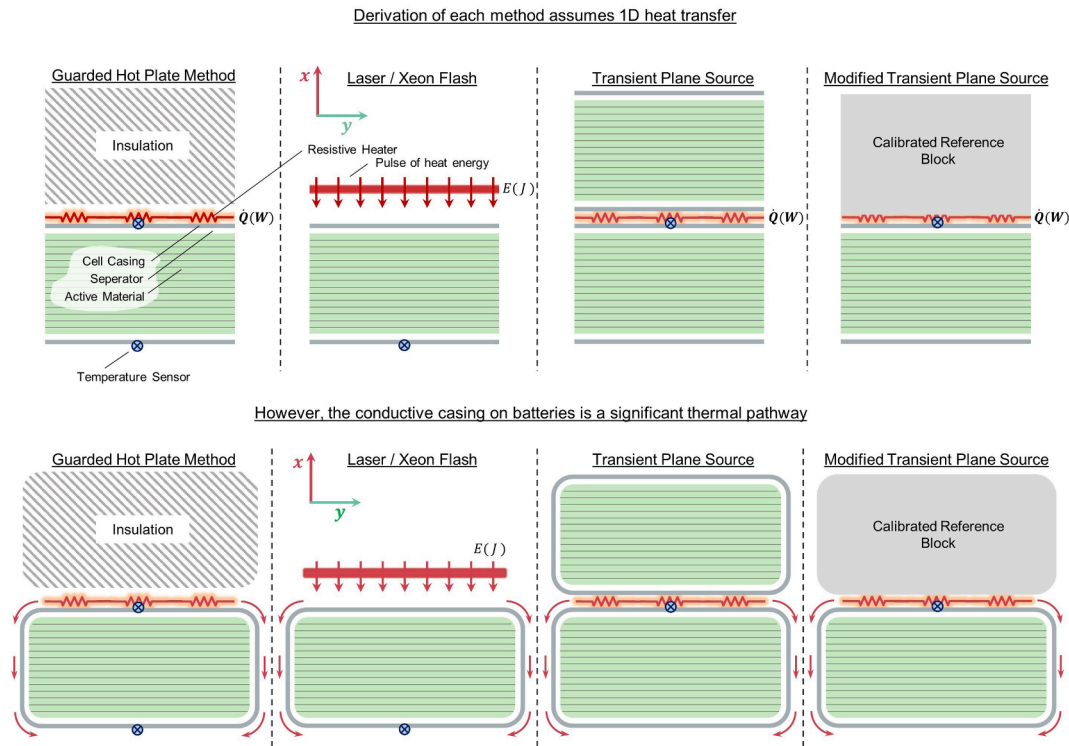 Derivation of each method assumes 1D heat transfer
Guarded Hot Plate Method
Laser / Xeon Flash
Transient Plane Source
Modified Transient Plane Source
x
y
Insulation
Resistive Heater
Pulse of heat energy
E(J)
Calibrated Reference
Block
Q̇(W)
Q̇(W)
Q̇(W)
Cell Casing
Seperator
Active Material
Temperature Sensor
However, the conductive casing on batteries is a significant thermal pathway
Guarded Hot Plate Method
Laser / Xeon Flash
Transient Plane Source
Modified Transient Plane Source
x
y
Insulation
E(J)
Calibrated Reference
Block